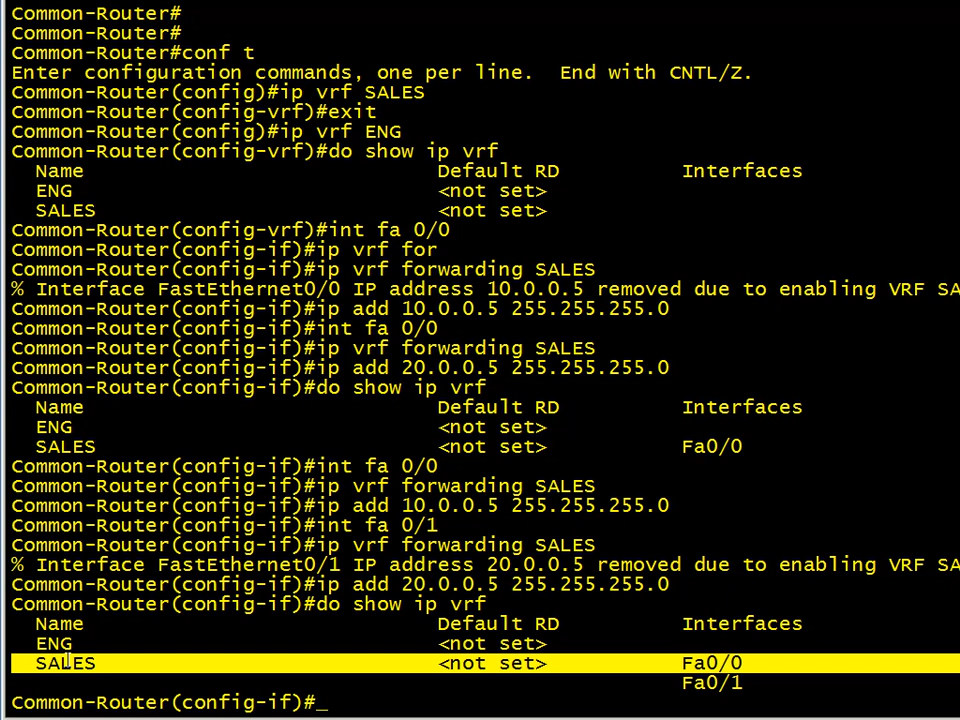 Common-Router#
Common-Router#
Common-Router#conf t
Enter configuration commands, one per line.  End with CNTL/Z.
Common-Router(config)#ip vrf SALES
Common-Router(config-vrf)#exit
Common-Router(config)#ip vrf ENG
Common-Router(config-vrf)#do show ip vrf
  Name                             Default RD          Interfaces
  ENG                              <not set>
  SALES                            <not set>
Common-Router(config-vrf)#int fa 0/0
Common-Router(config-if)#ip vrf for
Common-Router(config-if)#ip vrf forwarding SALES
% Interface FastEthernet0/0 IP address 10.0.0.5 removed due to enabling VRF SA
Common-Router(config-if)#ip add 10.0.0.5 255.255.255.0
Common-Router(config-if)#int fa 0/0
Common-Router(config-if)#ip vrf forwarding SALES
Common-Router(config-if)#ip add 20.0.0.5 255.255.255.0
Common-Router(config-if)#do show ip vrf
  Name                             Default RD          Interfaces
  ENG                              <not set>
  SALES                            <not set>           Fa0/0
Common-Router(config-if)#int fa 0/0
Common-Router(config-if)#ip vrf forwarding SALES
Common-Router(config-if)#ip add 10.0.0.5 255.255.255.0
Common-Router(config-if)#int fa 0/1
Common-Router(config-if)#ip vrf forwarding SALES
% Interface FastEthernet0/1 IP address 20.0.0.5 removed due to enabling VRF SA
Common-Router(config-if)#ip add 20.0.0.5 255.255.255.0
Common-Router(config-if)#do show ip vrf
  Name                             Default RD          Interfaces
  ENG                              <not set>
  SALES                            <not set>           Fa0/0
                                                       Fa0/1
Common-Router(config-if)#_